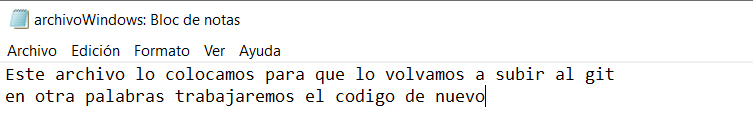 archivoWindows: Bloc de notas
Archivo Edición Formato Ver Ayuda
Este archivo lo colocamos para que lo volvamos a subir al git
en otra palabras trabajaremos el codigo de nuevo